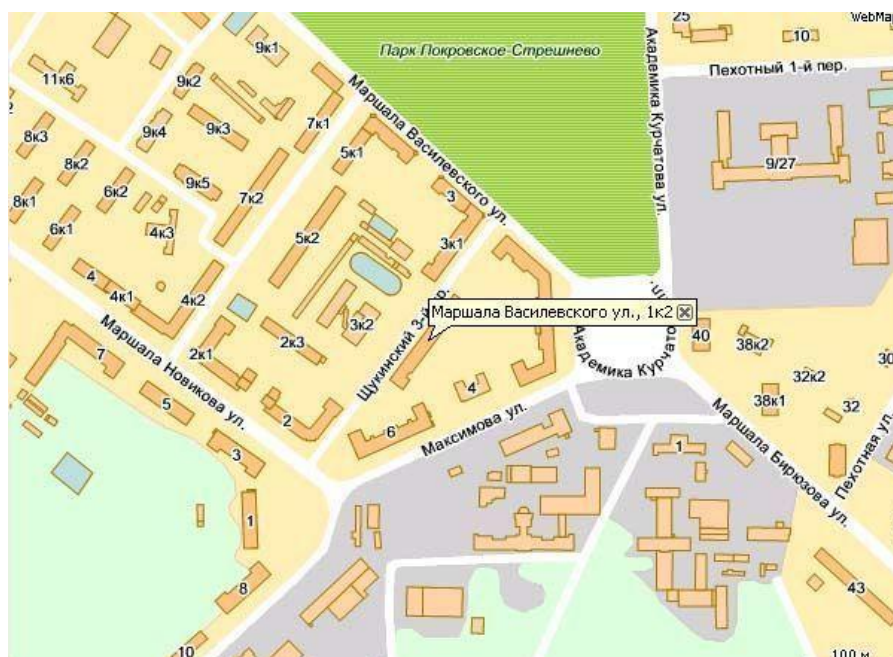 25
WebMap
10
Пехотный 1-й пер.
9к1
11к6
9к2
Парк Покровское-Стрешнево
Академика Курчатова ул.
Маршала Василевского ул.
8к3
9к4
9к3
7к1
8к2
5к1
9/27
6к2
9к5
8к1
7к2
3
6к1
4к3
5к2
3к1
4
4к1
4к2
3к2
Маршала Василевского ул., 1к2
Щукинский 3-й пер.
Академика Курчатова
40
38к2
30
7
2к1
2к3
Маршала Новикова ул.
4
38к1
32к2
32
5
2
6
Максимова ул.
Маршала Бирюзова ул.
Пехотная ул.
3
1
1
8
43
10
100 м